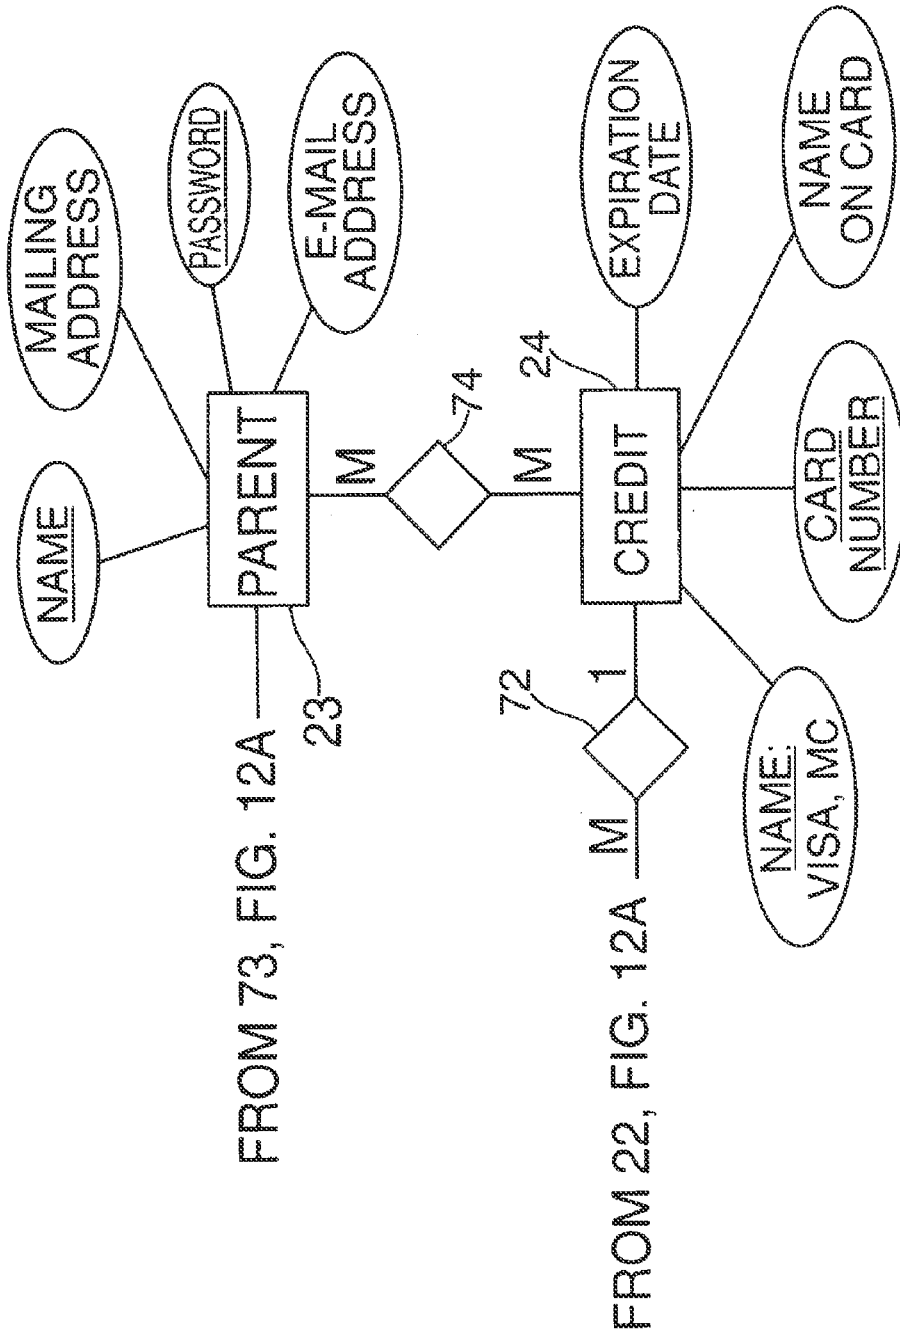 NAME
MAILING
ADDRESS
PASSWORD
E-MAIL
ADDRESS
FROM 73, FIG. 12A
PARENT
23
M
74
M
FROM 22, FIG. 12A
M
72
1
CREDIT
24
EXPIRATION
DATE
NAME:
VISA, MC
CARD
NUMBER
NAME
ON CARD